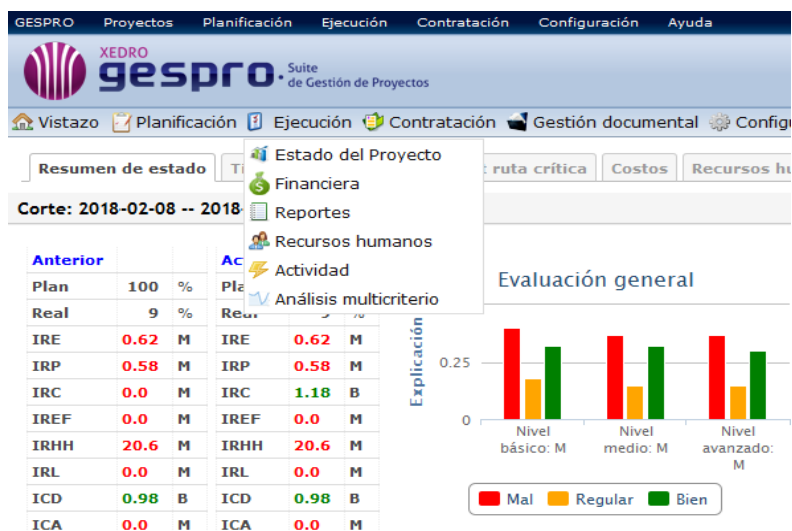 GESPRO Proyectos Planificación Ejecución Contratación Configuración Ayuda
XEDRO
gespro. Suite
de Gestión de Proyectos
Vistazo Planificación Ejecución Contratación Gestión documental Config
Resumen de estado T ruta crítica Costos Recursos hu
Corte: 2018-02-08 -- 2018-
Estado del Proyecto
Financiera
Reportes
Recursos humanos
Actividad
Análisis multicriterio
Anterior Ac
Plan 100 % Pla
Real 9 % Real 9 %
IRE 0.62 M IRE 0.62 M
IRP 0.58 M IRP 0.58 M
IRC 0.0 M IRC 1.18 B
IREF 0.0 M IREF 0.0 M
IRHH 20.6 M IRHH 20.6 M
IRL 0.0 M IRL 0.0 M
ICD 0.98 B ICD 0.98 B
ICA 0.0 M ICA 0.0 M
Evaluación general
Explicación
0.25
0
Nivel básico: M
Nivel medio: M
Nivel avanzado: M
Mal Regular Bien